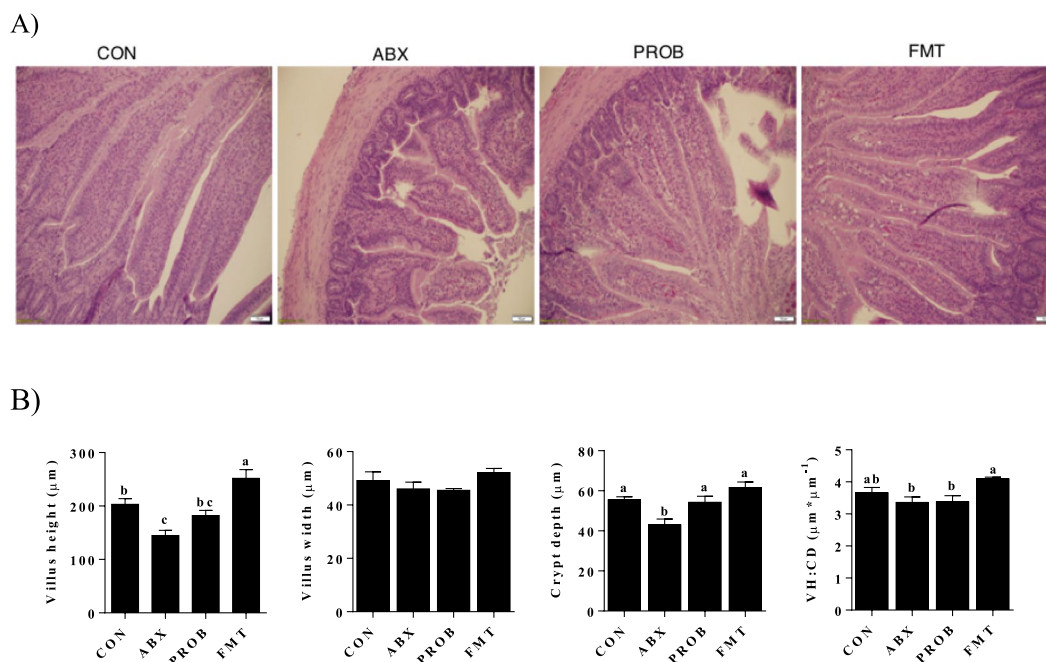 A)
CON ABX PROB FMT
B)
Villus height (μm)
300
200
100
0
b
c
b c
a
CON ABX PROB FMT
Villus width (μm)
60
40
20
0
CON ABX PROB FMT
Crypt depth (μm)
80
60
40
20
0
a
b
a
a
CON ABX PROB FMT
VH:CD (μm*μm⁻¹)
5
4
3
2
1
0
a b
b
b
a
CON ABX PROB FMT